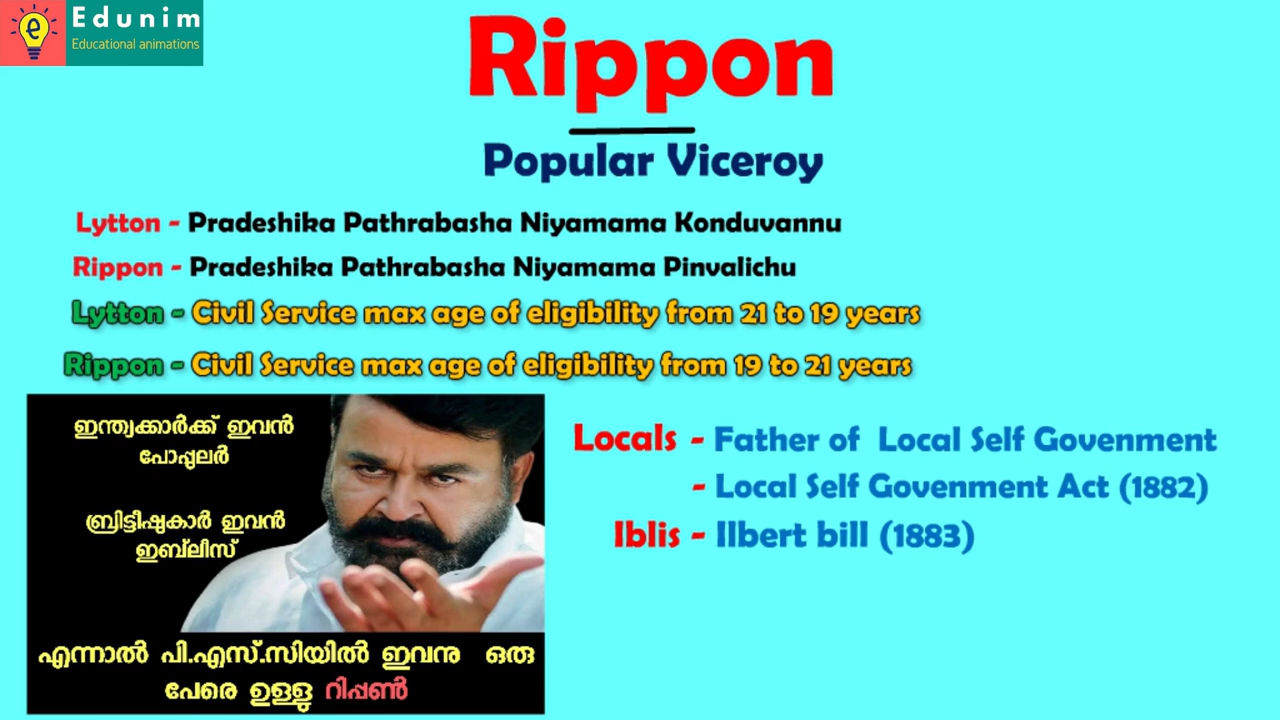 Edunim
Educational animations
Rippon
Popular Viceroy
Lytton - Pradeshika Pathrabasha Niyamama Konduvannu
Rippon - Pradeshika Pathrabasha Niyamama Pinvalichu
Lytton - Civil Service max age of eligibility from 21 to 19 years
Rippon - Civil Service max age of eligibility from 19 to 21 years
ഇന്ത്യക്കാർക്ക് ഇവൻ
പോപ്പുലർ
ബ്രിട്ടീഷുകാർ ഇവൻ
ഇബ്‌ലിസ്
എന്നാൽ പി.എസ്.സിയിൽ ഇവനു ഒരു
പേരെ ഉള്ളു റിപ്പൺ
Locals - Father of Local Self Govenment
- Local Self Govenment Act (1882)
Iblis - Ilbert bill (1883)